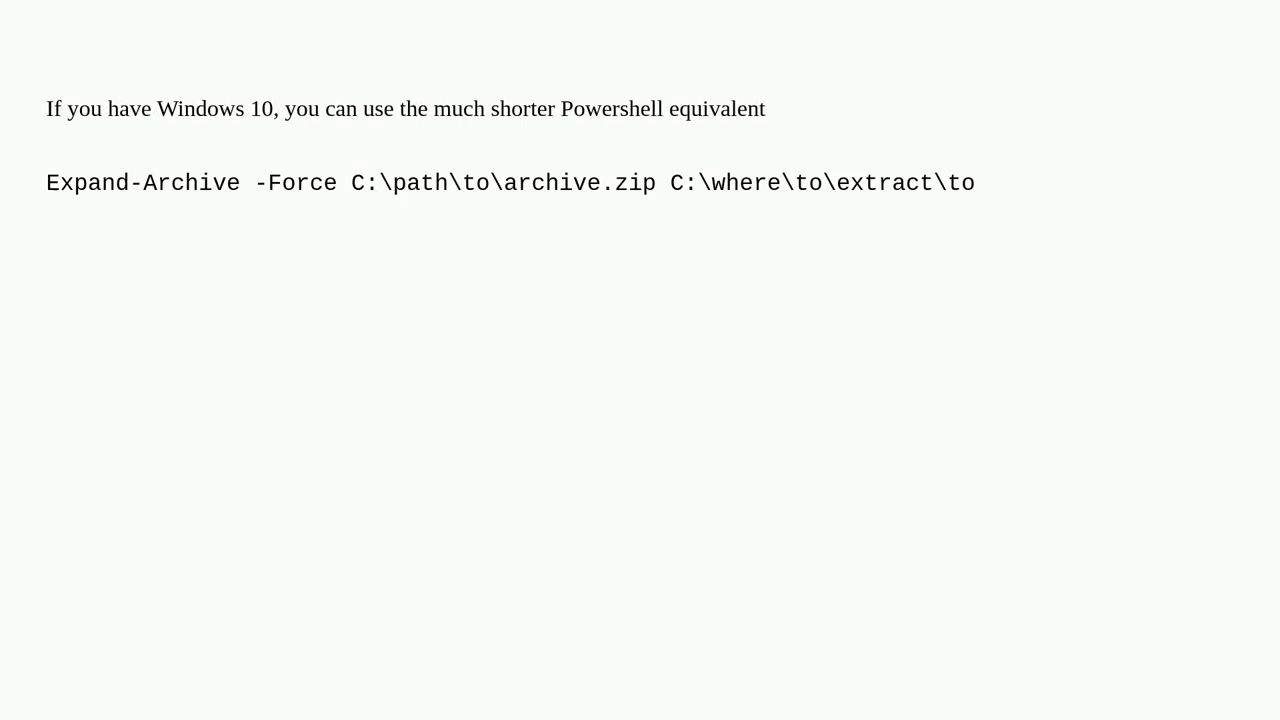 If you have Windows 10, you can use the much shorter Powershell equivalent
Expand-Archive -Force C:\path\to\archive.zip C:\where\to\extract\to